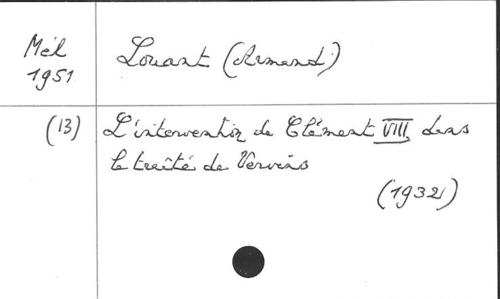 Mél
1951
Louant (Armand)
(13)
L'intervention de Clément VIII dans
le traité de Vervins
(1932)